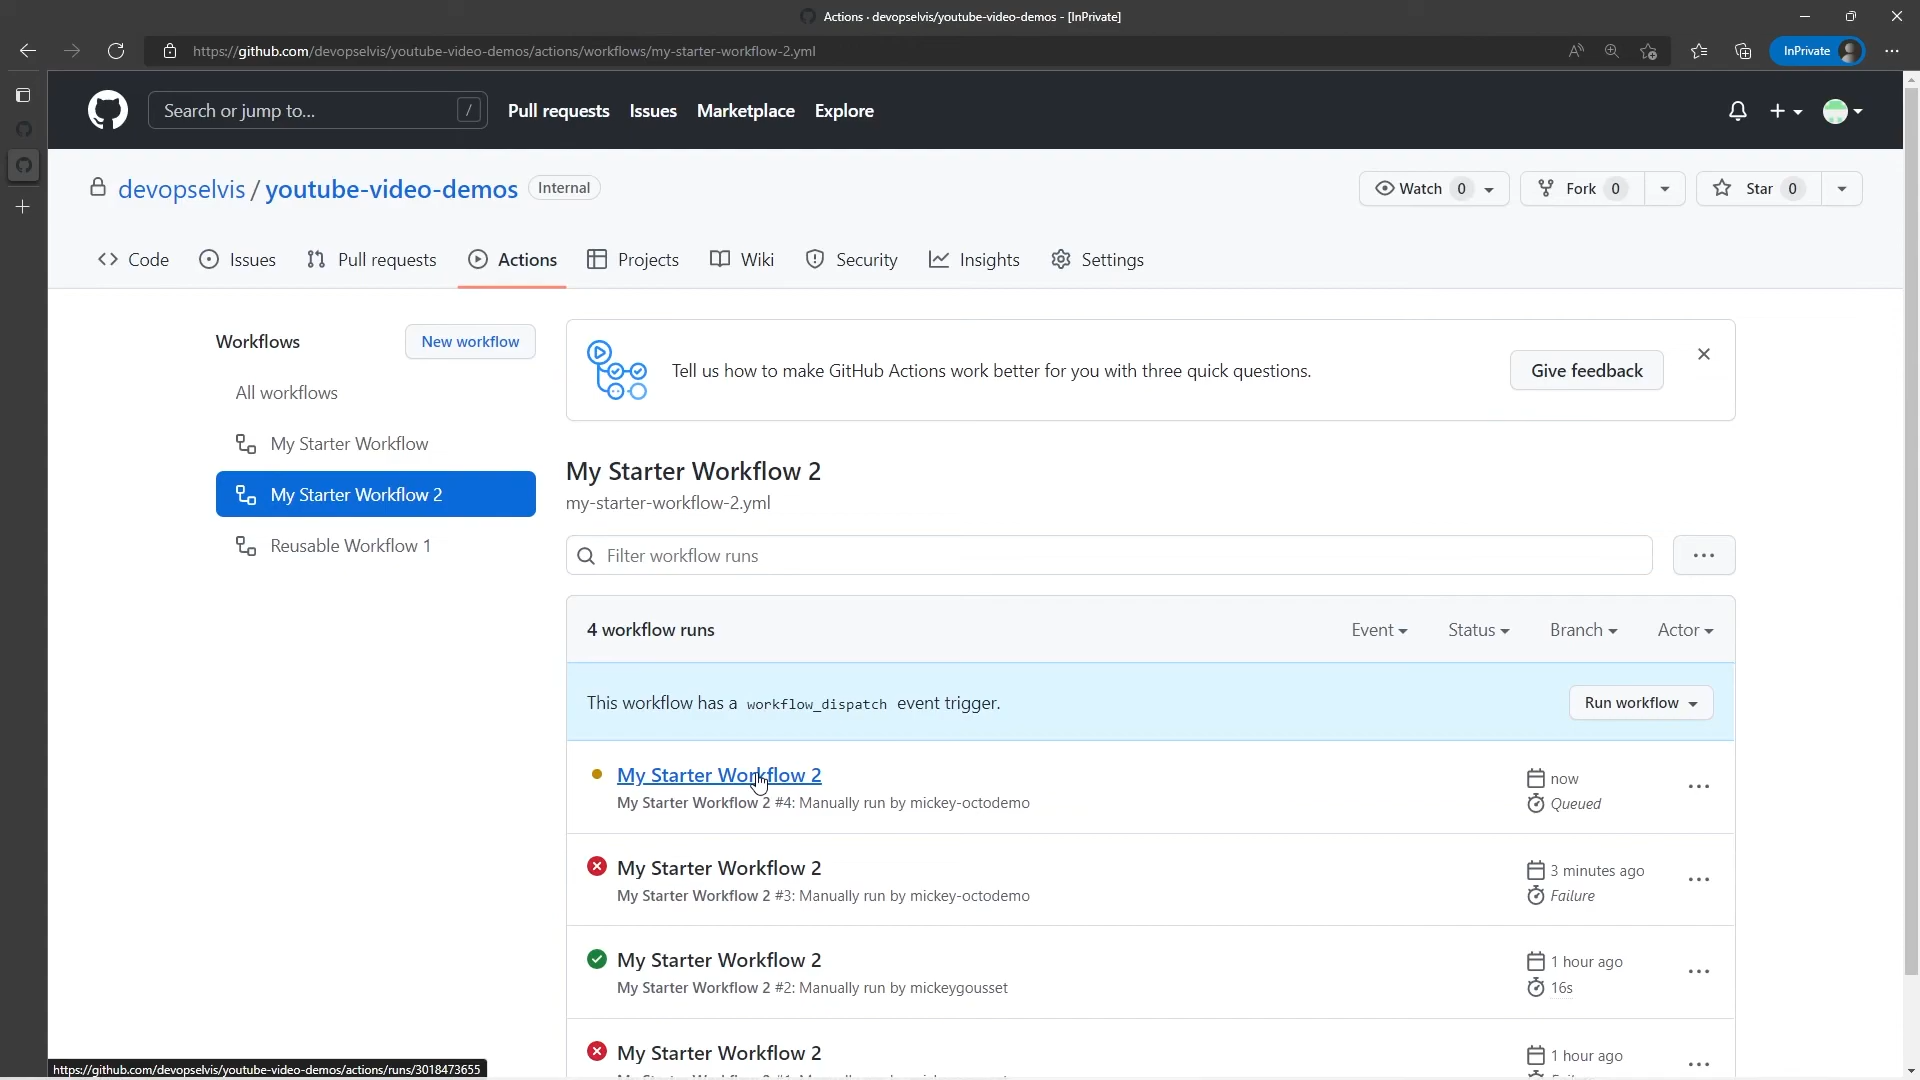 Actions · devopselvis/youtube-video-demos - [InPrivate]
https://github.com/devopselvis/youtube-video-demos/actions/workflows/my-starter-workflow-2.yml
InPrivate
Search or jump to...
/
Pull requests
Issues
Marketplace
Explore
devopselvis / youtube-video-demos
Internal
Watch 0
Fork 0
Star 0
Code
Issues
Pull requests
Actions
Projects
Wiki
Security
Insights
Settings
Workflows
New workflow
All workflows
My Starter Workflow
My Starter Workflow 2
Reusable Workflow 1
Tell us how to make GitHub Actions work better for you with three quick questions.
Give feedback
My Starter Workflow 2
my-starter-workflow-2.yml
Filter workflow runs
4 workflow runs
Event
Status
Branch
Actor
This workflow has a workflow_dispatch event trigger.
Run workflow
My Starter Workflow 2
My Starter Workflow 2 #4: Manually run by mickey-octodemo
now
Queued
My Starter Workflow 2
My Starter Workflow 2 #3: Manually run by mickey-octodemo
3 minutes ago
Failure
My Starter Workflow 2
My Starter Workflow 2 #2: Manually run by mickeygousset
1 hour ago
16s
My Starter Workflow 2
1 hour ago
https://github.com/devopselvis/youtube-video-demos/actions/runs/3018473655